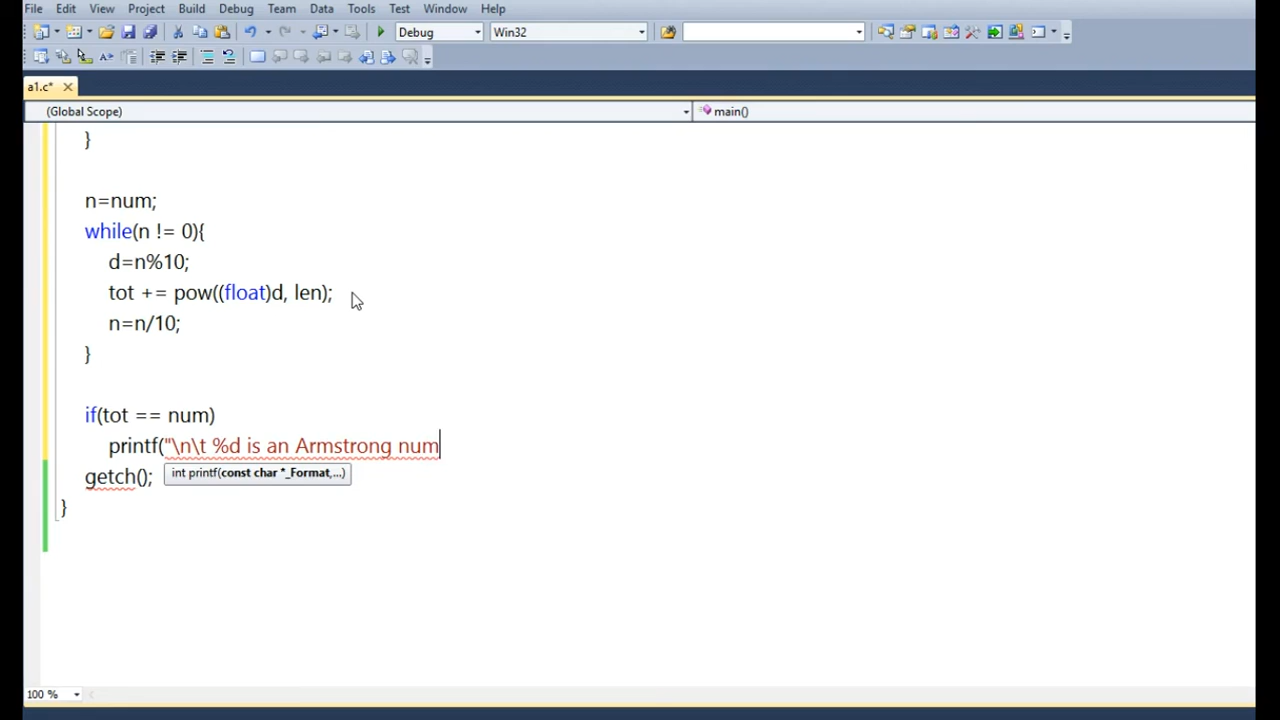 File Edit View Project Build Debug Team Data Tools Test Window Help
Debug Win32
a1.c*
(Global Scope) main()
}
n=num;
while(n != 0){
d=n%10;
tot += pow((float)d, len);
n=n/10;
}
if(tot == num)
printf("\n\t %d is an Armstrong num
getch(); int printf(const char *_Format,...)
}
100 %